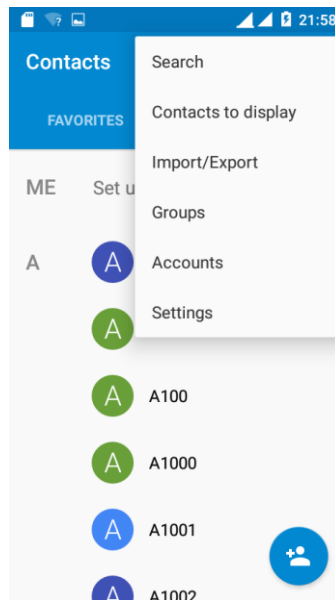 21:58
Contacts
Search
FAVORITES
Contacts to display
Import/Export
ME
Set u
Groups
A
A
Accounts
Settings
A
A
A100
A
A1000
A
A1001
A
A1002